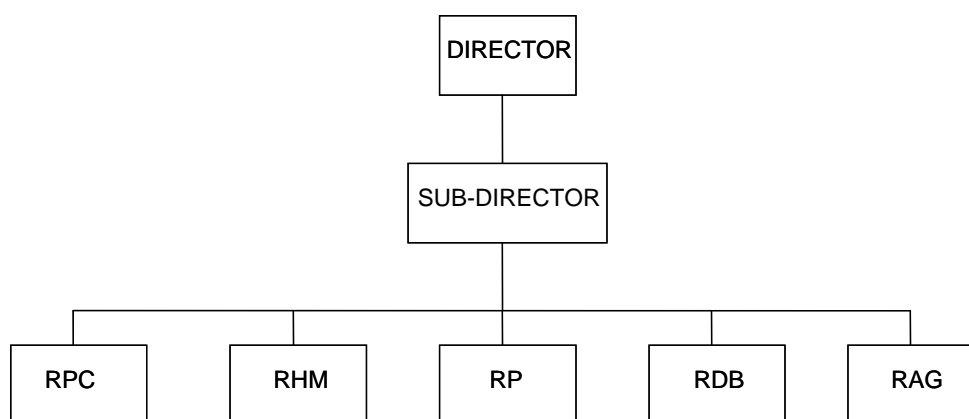 DIRECTOR
SUB-DIRECTOR
RPC
RHM
RP
RDB
RAG